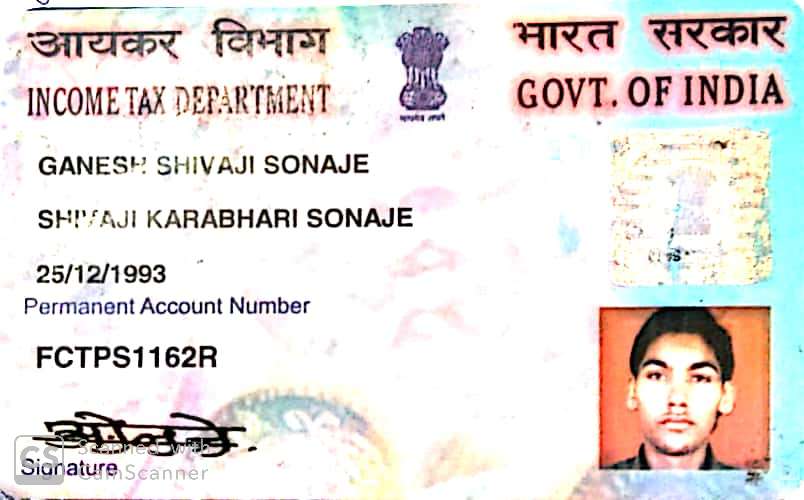 आयकर विभाग
भारत सरकार
INCOME TAX DEPARTMENT
GOVT. OF INDIA
GANESH SHIVAJI SONAJE
SHIVAJI KARABHARI SONAJE
25/12/1993
Permanent Account Number
FCTPS1162R
Signature
CS Scanned with
CamScanner